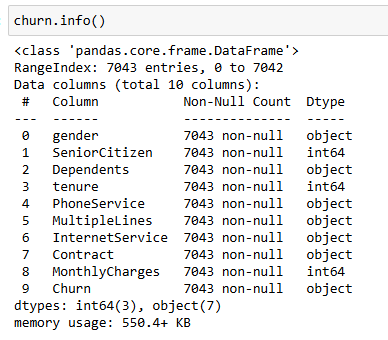 churn.info()
<class 'pandas.core.frame.DataFrame'>
RangeIndex: 7043 entries, 0 to 7042
Data columns (total 10 columns):
 #   Column           Non-Null Count  Dtype
---  ------           --------------  -----
 0   gender           7043 non-null   object
 1   SeniorCitizen    7043 non-null   int64
 2   Dependents       7043 non-null   object
 3   tenure           7043 non-null   int64
 4   PhoneService     7043 non-null   object
 5   MultipleLines    7043 non-null   object
 6   InternetService  7043 non-null   object
 7   Contract         7043 non-null   object
 8   MonthlyCharges   7043 non-null   int64
 9   Churn            7043 non-null   object
dtypes: int64(3), object(7)
memory usage: 550.4+ KB